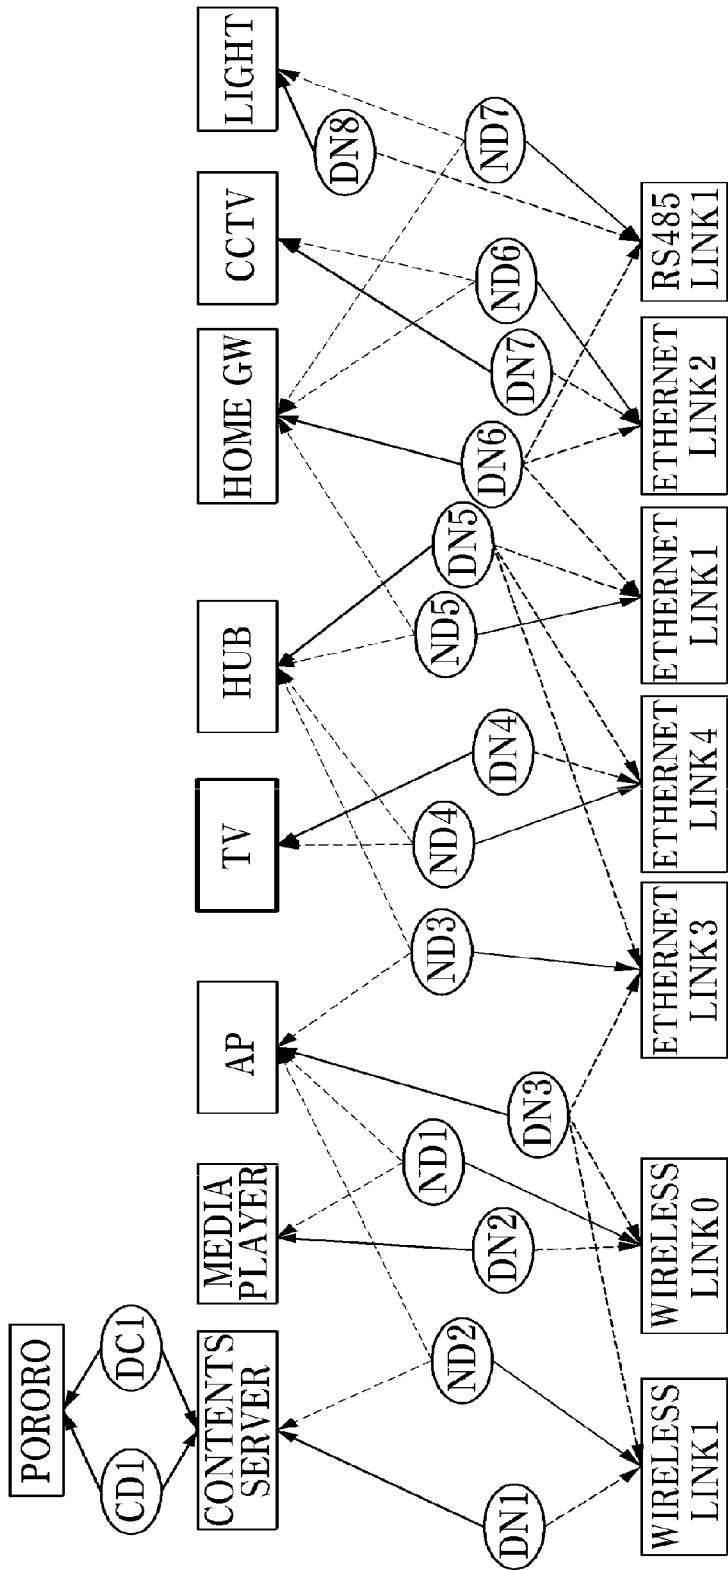 PORORO
CD1
DC1
CONTENTS
SERVER
MEDIA
PLAYER
AP
TV
HUB
HOME GW
CCTV
LIGHT
DN1
ND2
DN2
ND1
DN3
ND3
ND4
DN4
ND5
DN5
DN6
DN7
ND6
DN8
ND7
WIRELESS
LINK1
WIRELESS
LINK0
ETHERNET
LINK3
ETHERNET
LINK4
ETHERNET
LINK1
ETHERNET
LINK2
RS485
LINK1